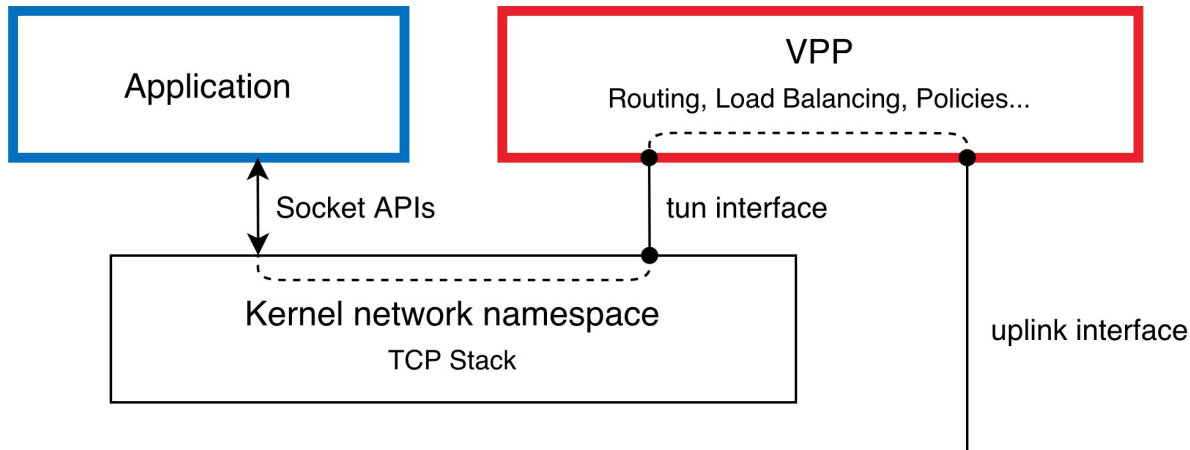 Application
VPP
Routing, Load Balancing, Policies...
Socket APIs
tun interface
Kernel network namespace
TCP Stack
uplink interface